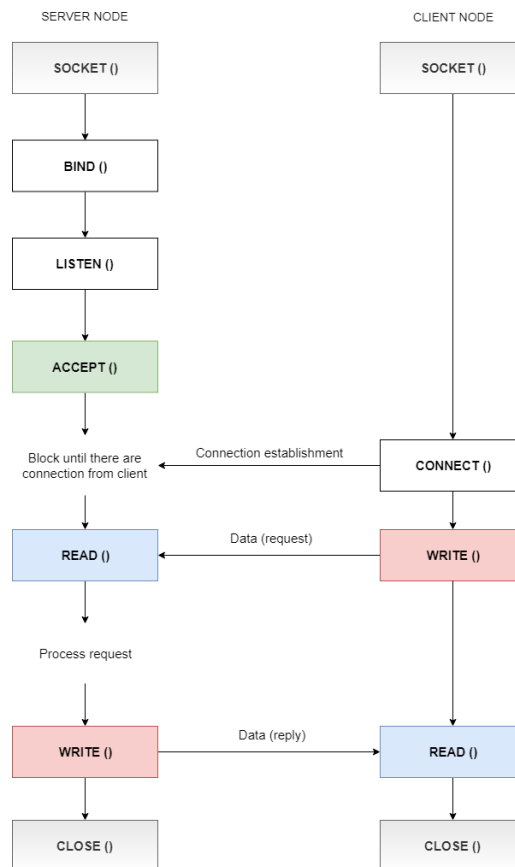 SERVER NODE
CLIENT NODE
SOCKET ()
SOCKET ()
BIND ()
LISTEN ()
ACCEPT ()
Block until there are
connection from client
Connection establishment
CONNECT ()
READ ()
Data (request)
WRITE ()
Process request
WRITE ()
Data (reply)
READ ()
CLOSE ()
CLOSE ()